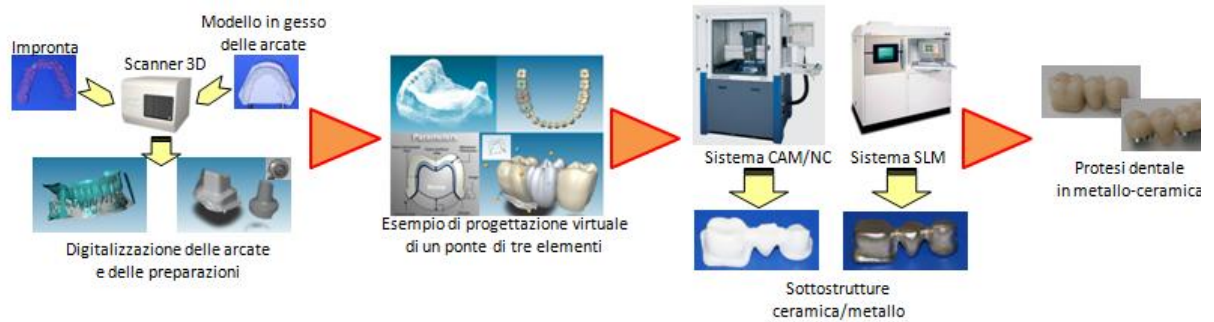 Impronta
Scanner 3D
Modello in gesso
delle arcate
Digitalizzazione delle arcate
e delle preparazioni
Esempio di progettazione virtuale
di un ponte di tre elementi
Sistema CAM/NC
Sistema SLM
Sottostrutture
ceramica/metallo
Protesi dentale
in metallo-ceramica